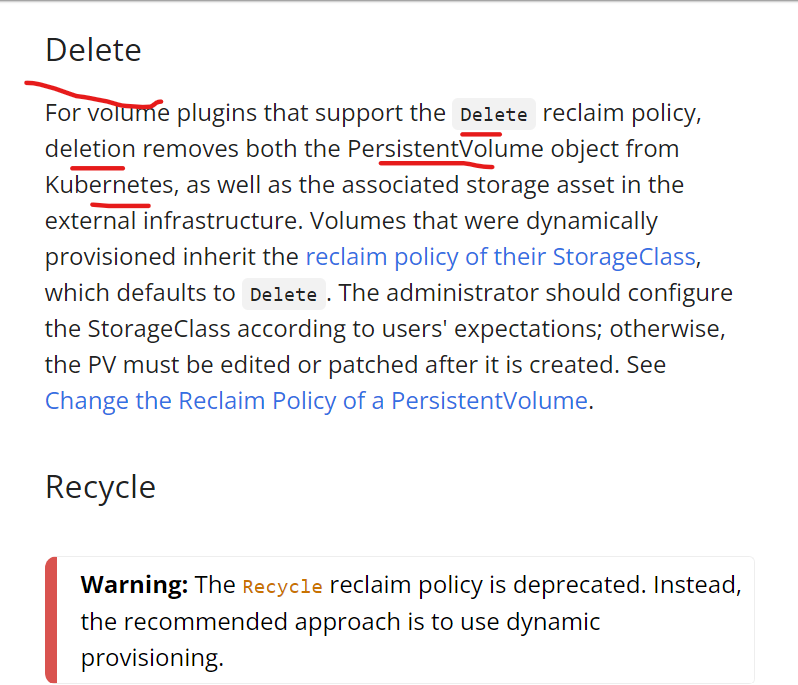 Delete
For volume plugins that support the Delete reclaim policy,
deletion removes both the PersistentVolume object from
Kubernetes, as well as the associated storage asset in the
external infrastructure. Volumes that were dynamically
provisioned inherit the reclaim policy of their StorageClass,
which defaults to Delete. The administrator should configure
the StorageClass according to users' expectations; otherwise,
the PV must be edited or patched after it is created. See
Change the Reclaim Policy of a PersistentVolume.
Recycle
Warning: The Recycle reclaim policy is deprecated. Instead,
the recommended approach is to use dynamic
provisioning.